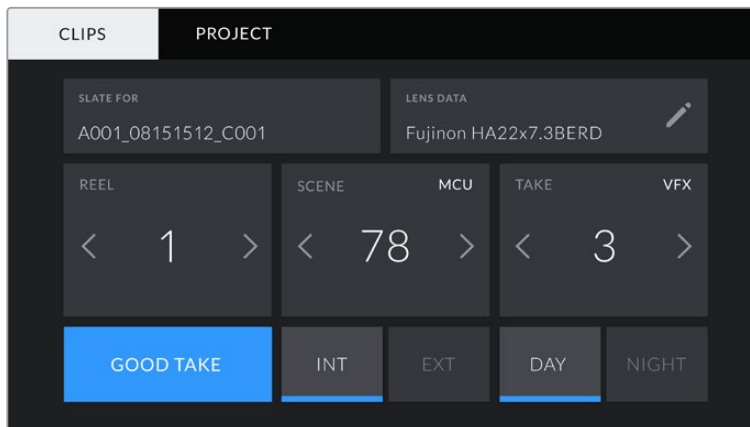 CLIPS PROJECT
SLATE FOR
A001_08151512_C001
LENS DATA
Fujinon HA22x7.3BERD
REEL
1
SCENE MCU
78
TAKE VFX
3
GOOD TAKE
INT
EXT
DAY
NIGHT